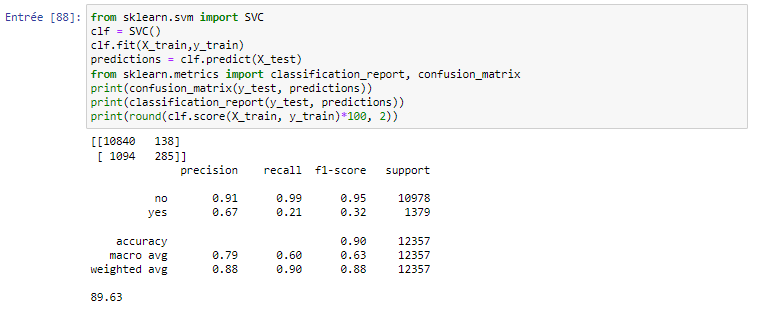 Entrée [88]: from sklearn.svm import SVC
clf = SVC()
clf.fit(X_train,y_train)
predictions = clf.predict(X_test)
from sklearn.metrics import classification_report, confusion_matrix
print(confusion_matrix(y_test, predictions))
print(classification_report(y_test, predictions))
print(round(clf.score(X_train, y_train)*100, 2))
[[10840 138]
[ 1094 285]]
precision recall f1-score support
no 0.91 0.99 0.95 10978
yes 0.67 0.21 0.32 1379
accuracy 0.90 12357
macro avg 0.79 0.60 0.63 12357
weighted avg 0.88 0.90 0.88 12357
89.63